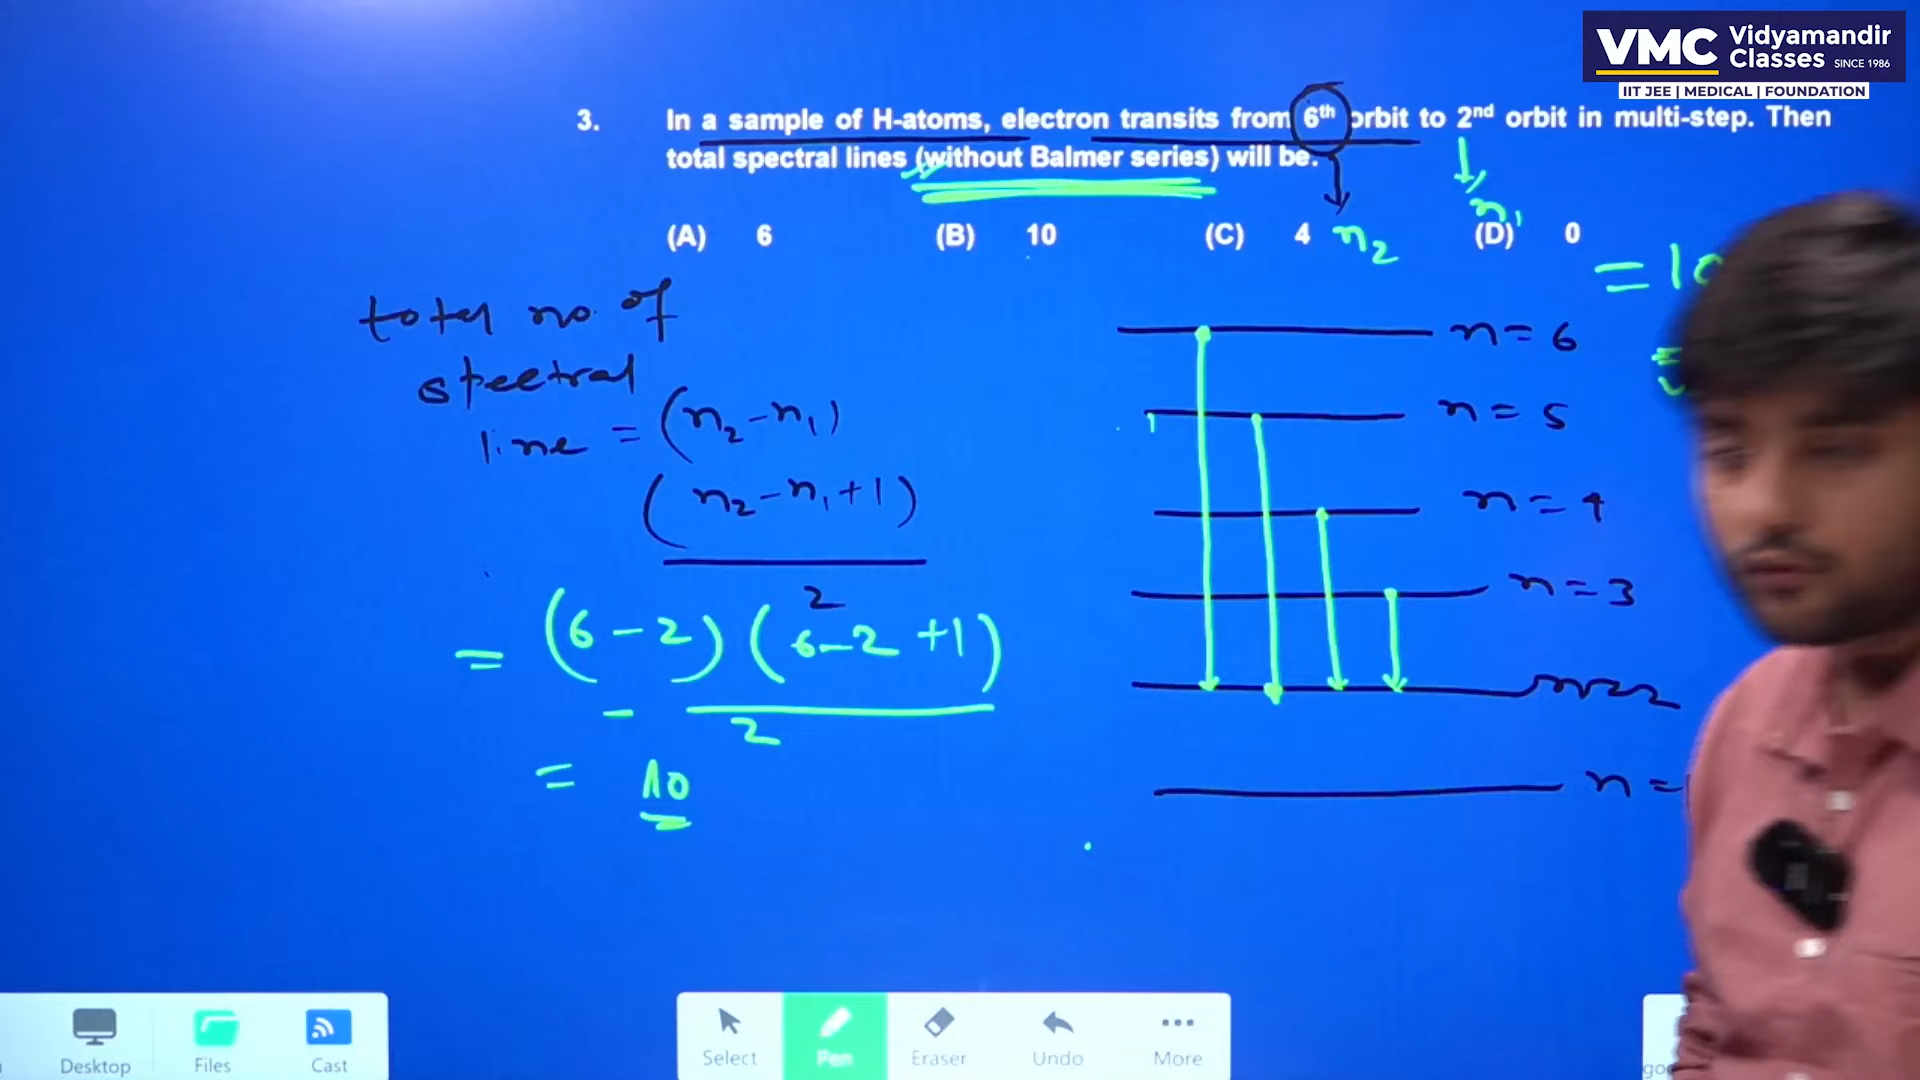 VMC Vidyamandir Classes SINCE 1986
IIT JEE | MEDICAL | FOUNDATION
3. In a sample of H-atoms, electron transits from 6th orbit to 2nd orbit in multi-step. Then
total spectral lines (without Balmer series) will be:
(A) 6 (B) 10 (C) 4 (D) 0
n1
n2
= 10
total no. of
spectral
line = (n2-n1)
(n2-n1+1)
2
= (6-2)(6-2+1)
2
= 10
n = 6
n = 5
n = 4
n = 3
n = 2
n =
Desktop
Files
Cast
Select
Pen
Eraser
Undo
More